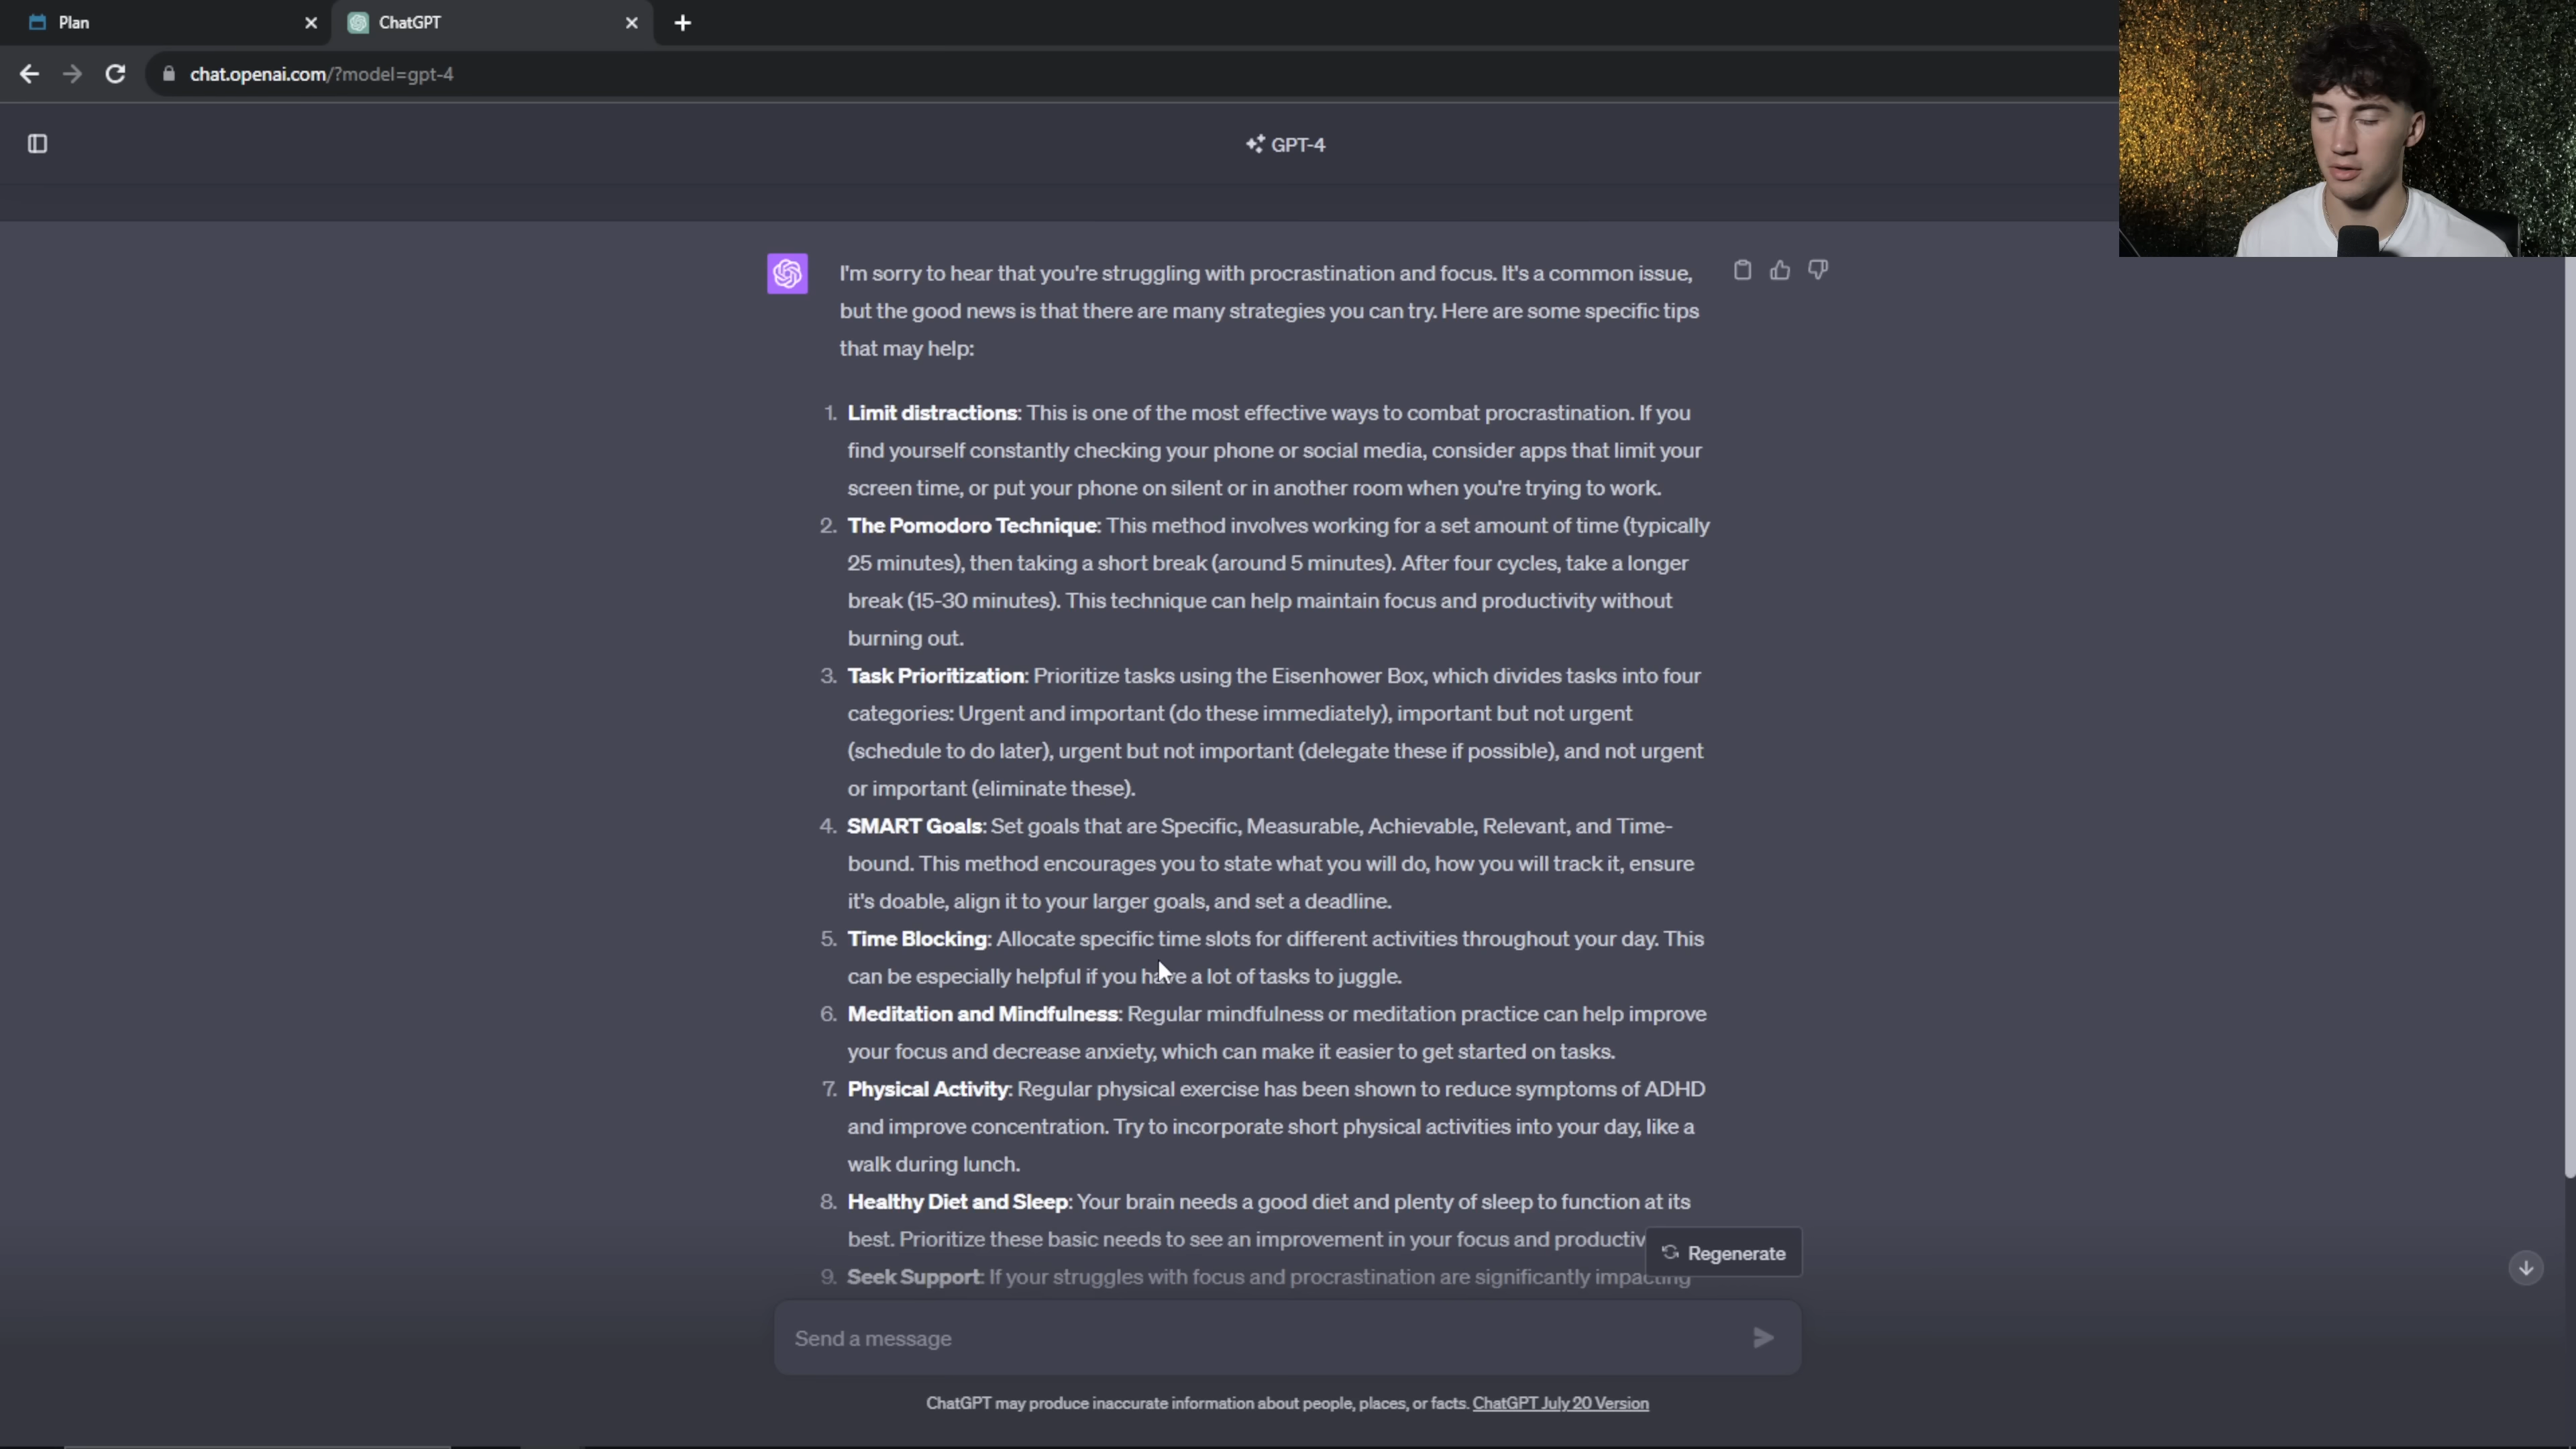 Plan
ChatGPT
chat.openai.com/?model=gpt-4
GPT-4
I'm sorry to hear that you're struggling with procrastination and focus. It's a common issue,
but the good news is that there are many strategies you can try. Here are some specific tips
that may help:
1. Limit distractions: This is one of the most effective ways to combat procrastination. If you
find yourself constantly checking your phone or social media, consider apps that limit your
screen time, or put your phone on silent or in another room when you're trying to work.
2. The Pomodoro Technique: This method involves working for a set amount of time (typically
25 minutes), then taking a short break (around 5 minutes). After four cycles, take a longer
break (15-30 minutes). This technique can help maintain focus and productivity without
burning out.
3. Task Prioritization: Prioritize tasks using the Eisenhower Box, which divides tasks into four
categories: Urgent and important (do these immediately), important but not urgent
(schedule to do later), urgent but not important (delegate these if possible), and not urgent
or important (eliminate these).
4. SMART Goals: Set goals that are Specific, Measurable, Achievable, Relevant, and Time-
bound. This method encourages you to state what you will do, how you will track it, ensure
it's doable, align it to your larger goals, and set a deadline.
5. Time Blocking: Allocate specific time slots for different activities throughout your day. This
can be especially helpful if you have a lot of tasks to juggle.
6. Meditation and Mindfulness: Regular mindfulness or meditation practice can help improve
your focus and decrease anxiety, which can make it easier to get started on tasks.
7. Physical Activity: Regular physical exercise has been shown to reduce symptoms of ADHD
and improve concentration. Try to incorporate short physical activities into your day, like a
walk during lunch.
8. Healthy Diet and Sleep: Your brain needs a good diet and plenty of sleep to function at its
best. Prioritize these basic needs to see an improvement in your focus and productiv
Regenerate
9. Seek Support: If your struggles with focus and procrastination are significantly impacting
Send a message
ChatGPT may produce inaccurate information about people, places, or facts. ChatGPT July 20 Version